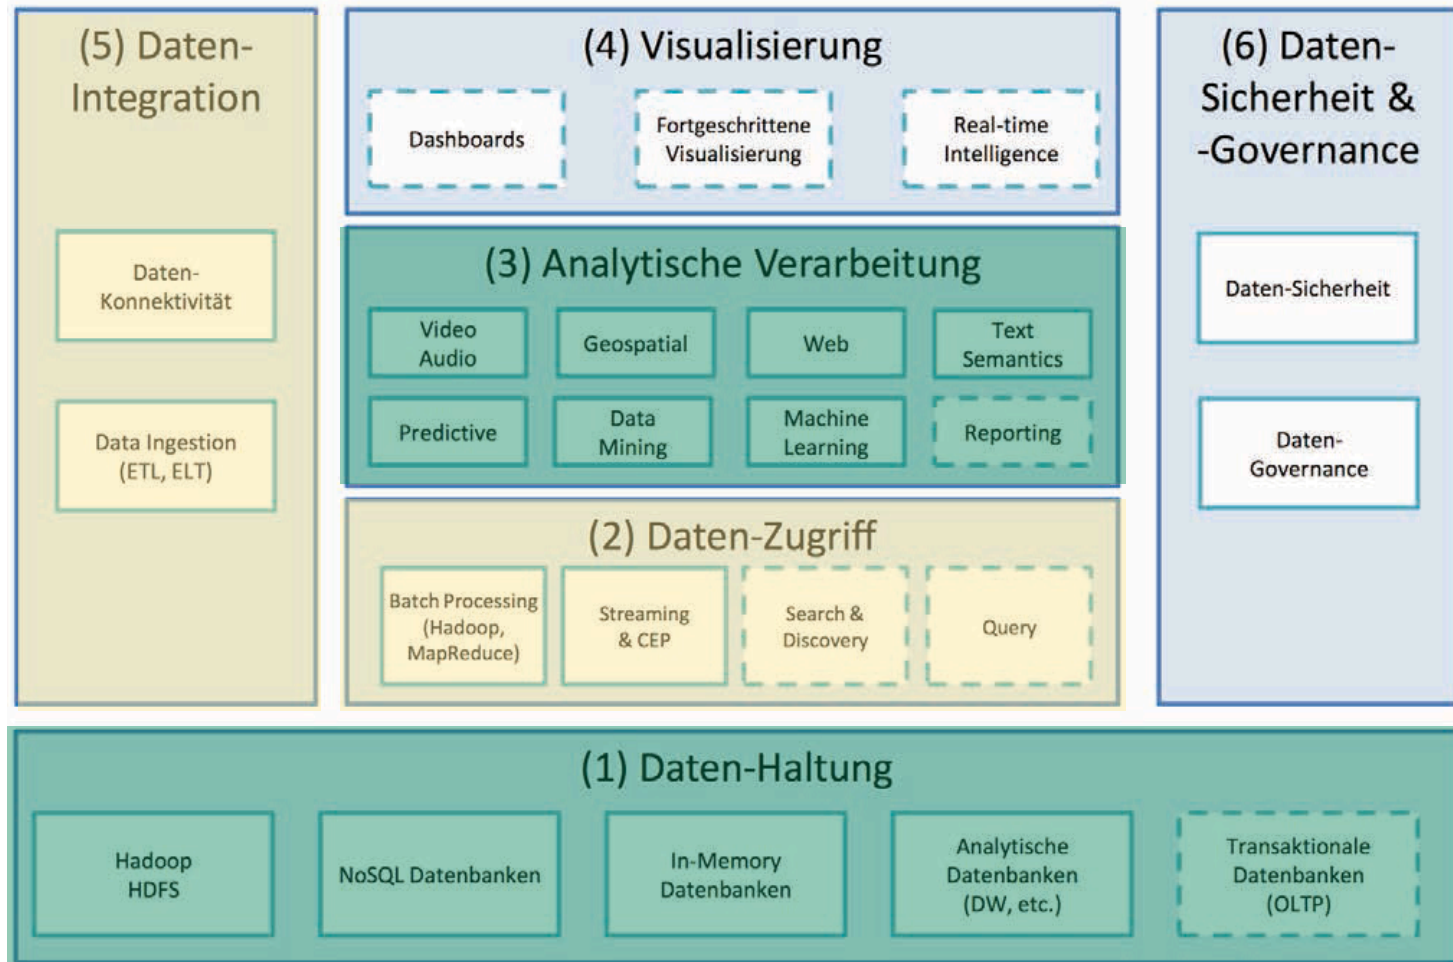 (5) Daten-
Integration
Daten-
Konnektivität
Data Ingestion
(ETL, ELT)
(4) Visualisierung
Dashboards
Fortgeschrittene
Visualisierung
Real-time
Intelligence
(3) Analytische Verarbeitung
Video
Audio
Geospatial
Web
Text
Semantics
Predictive
Data
Mining
Machine
Learning
Reporting
(2) Daten-Zugriff
Batch Processing
(Hadoop,
MapReduce)
Streaming
& CEP
Search &
Discovery
Query
(6) Daten-
Sicherheit &
-Governance
Daten-Sicherheit
Daten-
Governance
(1) Daten-Haltung
Hadoop
HDFS
NoSQL Datenbanken
In-Memory
Datenbanken
Analytische
Datenbanken
(DW, etc.)
Transaktionale
Datenbanken
(OLTP)